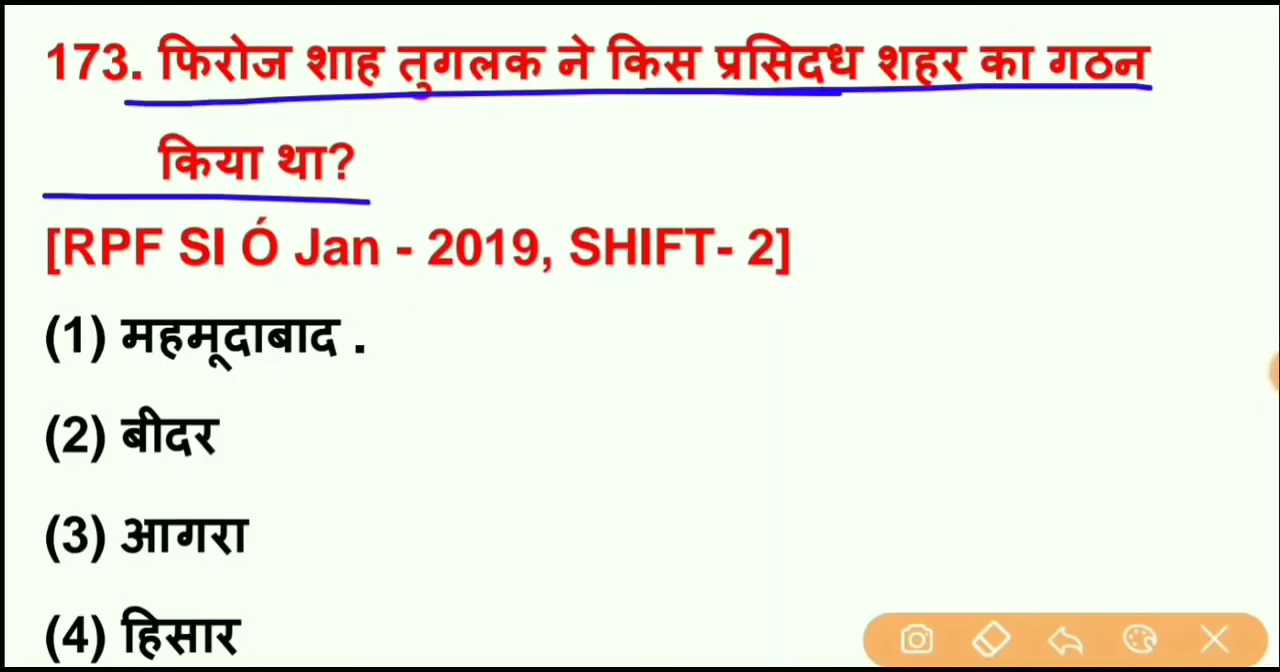 173. फिरोज शाह तुगलक ने किस प्रसिदध शहर का गठन
किया था?
[RPF SI Ó Jan - 2019, SHIFT- 2]
(1) महमूदाबाद .
(2) बीदर
(3) आगरा
(4) हिसार